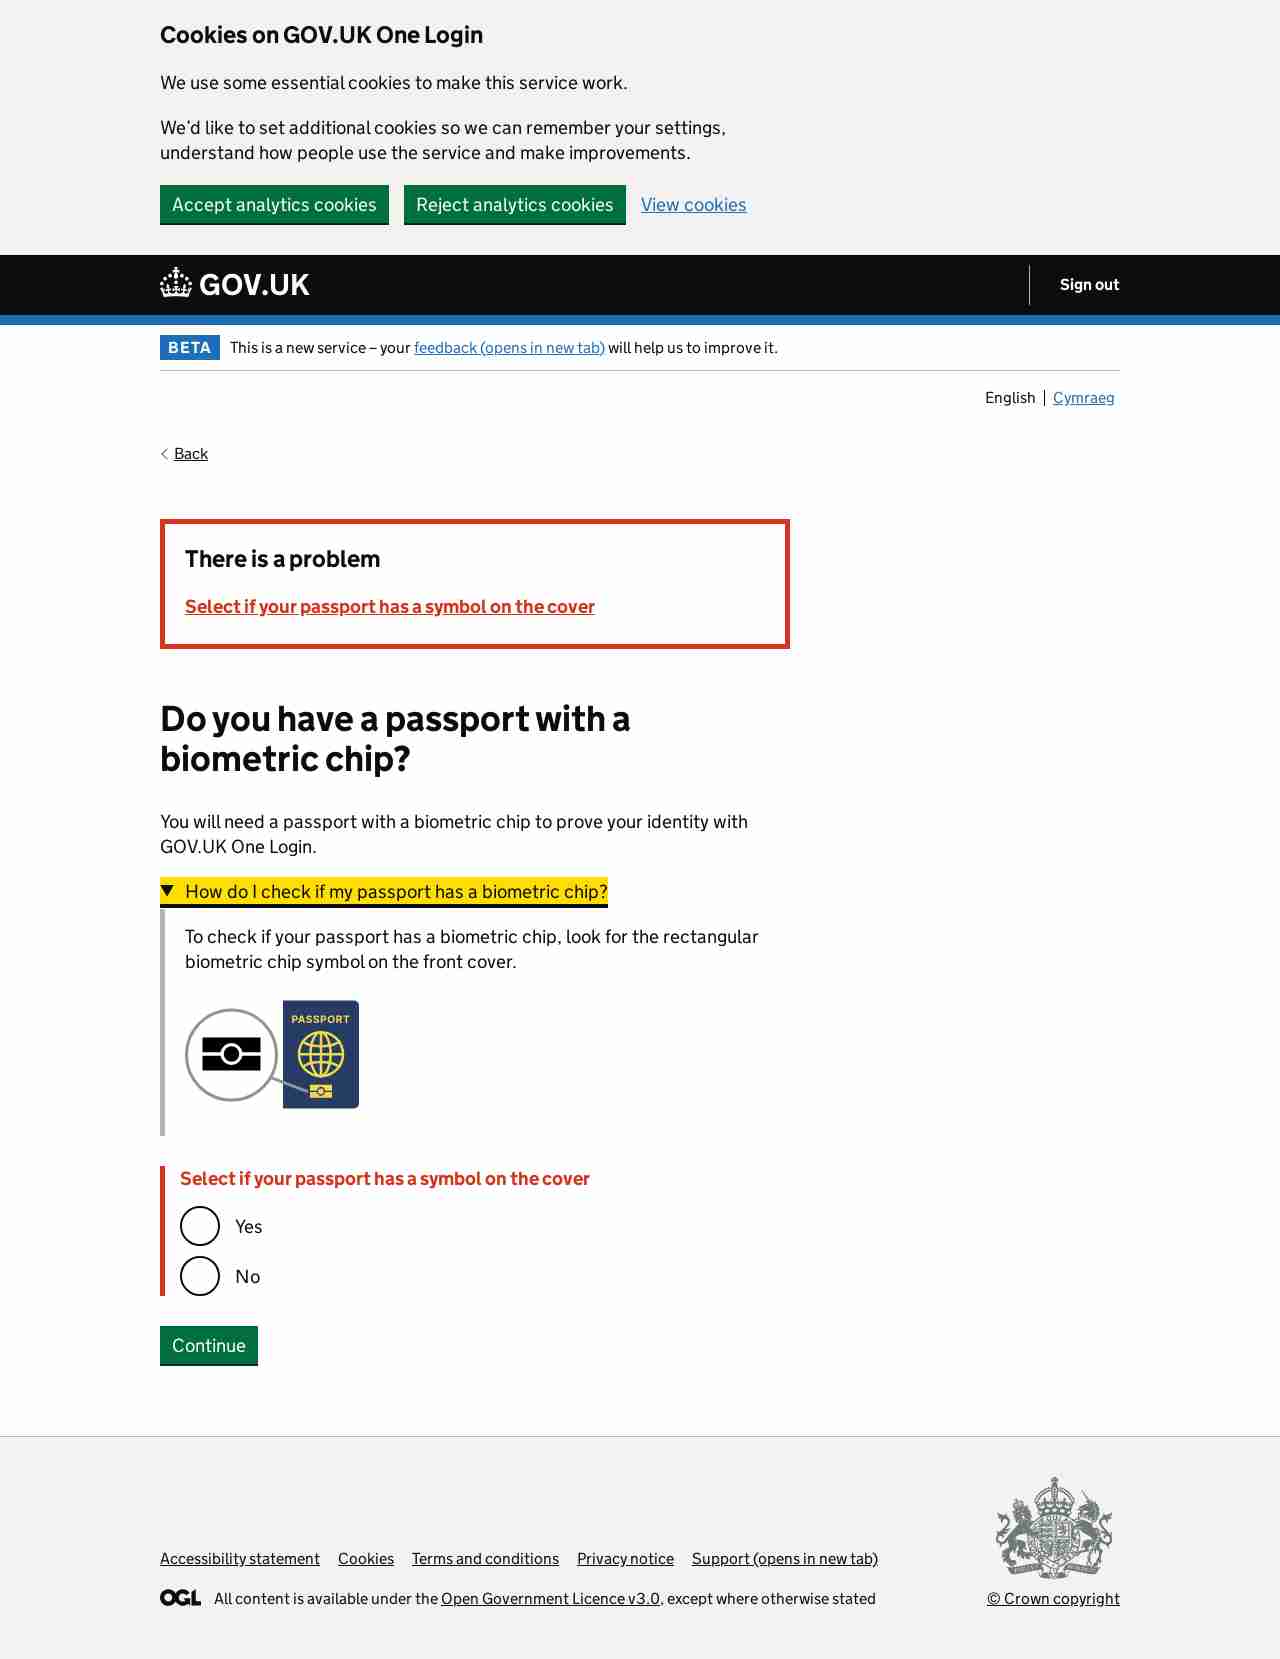 Cookies on GOV.UK One Login
We use some essential cookies to make this service work.
We’d like to set additional cookies so we can remember your settings,
understand how people use the service and make improvements.
Accept analytics cookies
Reject analytics cookies
View cookies
GOV.UK
Sign out
BETA
This is a new service – your feedback (opens in new tab) will help us to improve it.
English
Cymraeg
Back
There is a problem
Select if your passport has a symbol on the cover
Do you have a passport with a
biometric chip?
You will need a passport with a biometric chip to prove your identity with
GOV.UK One Login.
How do I check if my passport has a biometric chip?
To check if your passport has a biometric chip, look for the rectangular
biometric chip symbol on the front cover.
PASSPORT
Select if your passport has a symbol on the cover
Yes
No
Continue
Accessibility statement
Cookies
Terms and conditions
Privacy notice
Support (opens in new tab)
OGL
All content is available under the Open Government Licence v3.0, except where otherwise stated
© Crown copyright